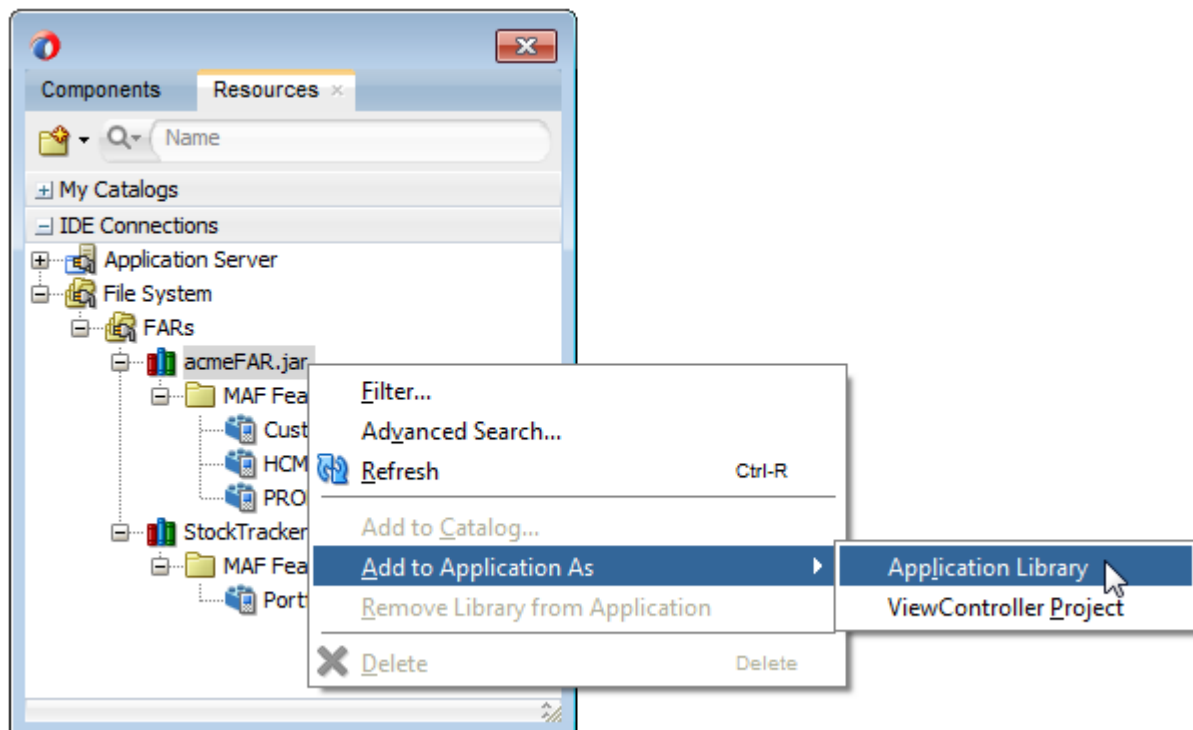 Components Resources
Name
My Catalogs
IDE Connections
Application Server
File System
FARs
acmeFAR.jar
Filter...
MAF Fea
Advanced Search...
Cust
Refresh Ctrl-R
HCM
PRO
Add to Catalog...
StockTracker
Add to Application As
Application Library
MAF Fea
Remove Library from Application
ViewController Project
Port
Delete Delete